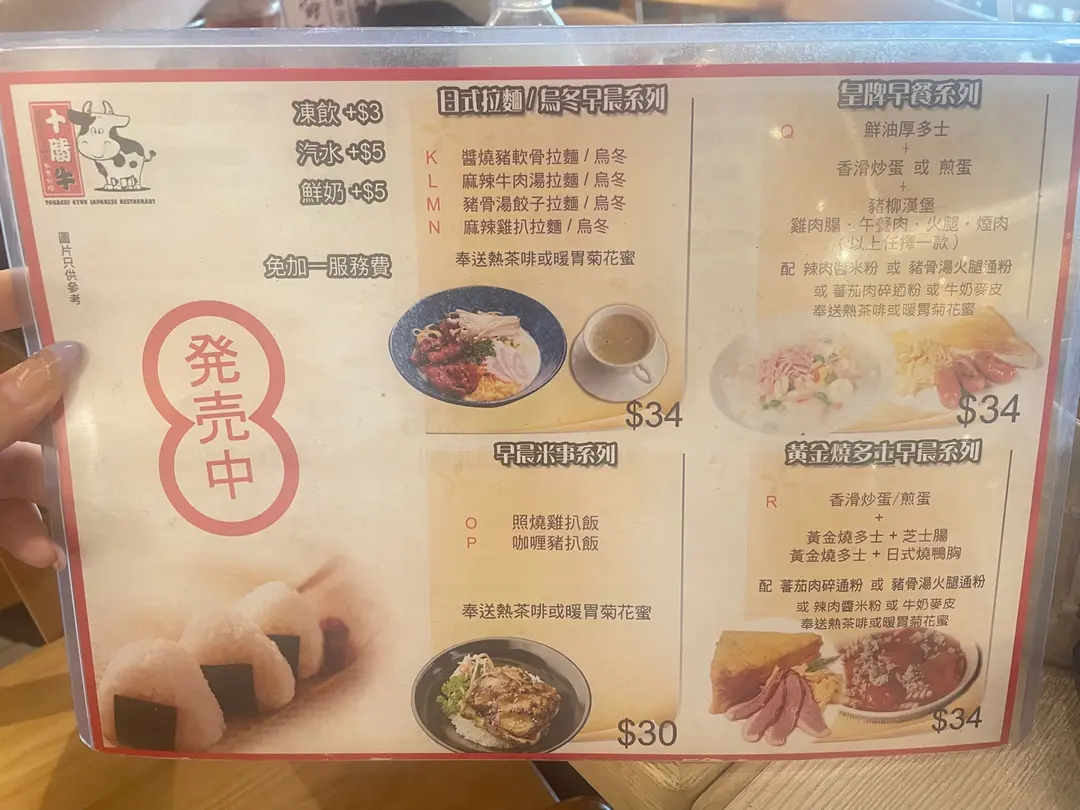 十勝牛
TOKACHI GYUU JAPANESE RESTAURANT
圖片只供參考
凍飲 +$3
汽水 +$5
鮮奶 +$5
免加一服務費
発売中
日式拉麵 / 烏冬早晨系列
K 醬燒豬軟骨拉麵 / 烏冬
L 麻辣牛肉湯拉麵 / 烏冬
M 豬骨湯餃子拉麵 / 烏冬
N 麻辣雞扒拉麵 / 烏冬
奉送熱茶啡或暖胃菊花蜜
$34
早晨米事系列
O 照燒雞扒飯
P 咖喱豬扒飯
奉送熱茶啡或暖胃菊花蜜
$30
皇牌早餐系列
Q 鮮油厚多士
+
香滑炒蛋 或 煎蛋
+
豬柳漢堡
雞肉腸·午餐肉·火腿·煙肉
（以上任擇一款）
配 辣肉醬米粉 或 豬骨湯火腿通粉
或 蕃茄肉碎通粉 或 牛奶麥皮
奉送熱茶啡或暖胃菊花蜜
$34
黃金燒多士早晨系列
R 香滑炒蛋/煎蛋
+
黃金燒多士 + 芝士腸
黃金燒多士 + 日式燒鴨胸
配 蕃茄肉碎通粉 或 豬骨湯火腿通粉
或 辣肉醬米粉 或 牛奶麥皮
奉送熱茶啡或暖胃菊花蜜
$34